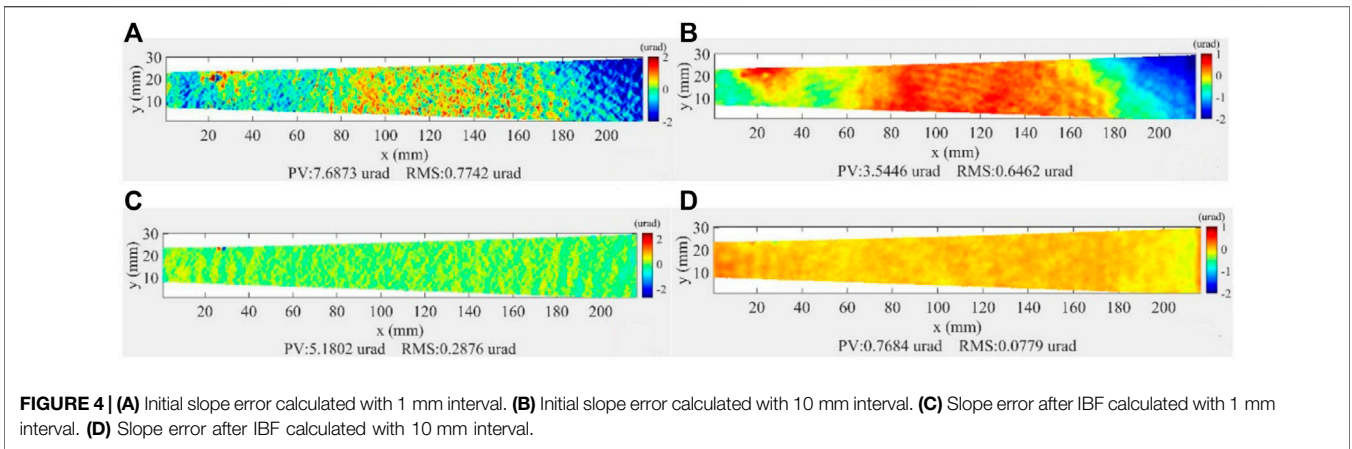 A
(urad)
30
20
10
y (mm)
2
0
-2
20 40 60 80 100 120 140 160 180 200
x (mm)
PV:7.6873 urad RMS:0.7742 urad
B
(urad)
30
20
10
y (mm)
1
0
-1
-2
20 40 60 80 100 120 140 160 180 200
x (mm)
PV:3.5446 urad RMS:0.6462 urad
C
(urad)
30
20
10
y (mm)
2
0
-2
20 40 60 80 100 120 140 160 180 200
x (mm)
PV:5.1802 urad RMS:0.2876 urad
D
(urad)
30
20
10
y (mm)
1
0
-1
-2
20 40 60 80 100 120 140 160 180 200
x (mm)
PV:0.7684 urad RMS:0.0779 urad
FIGURE 4 | (A) Initial slope error calculated with 1 mm interval. (B) Initial slope error calculated with 10 mm interval. (C) Slope error after IBF calculated with 1 mm
interval. (D) Slope error after IBF calculated with 10 mm interval.